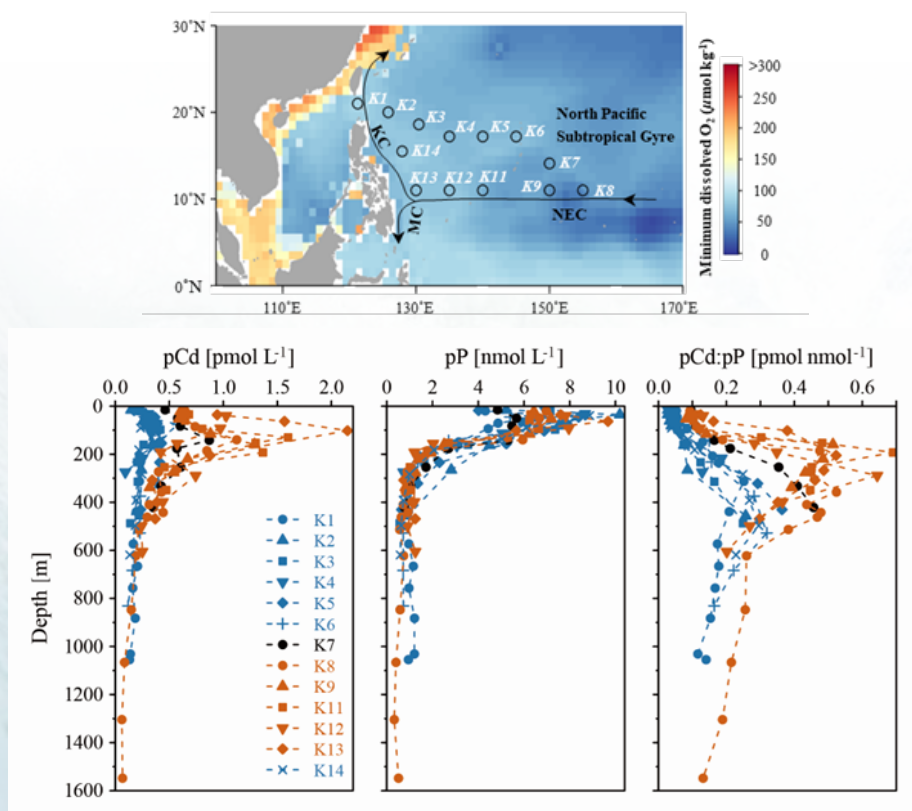 30°N
20°N
10°N
0°N
110°E
130°E
150°E
170°E
K1
K2
K3
K4
K5
K6
North Pacific
Subtropical Gyre
KC
K14
K7
K13
K12
K11
K9
K8
MC
NEC
Minimum dissolved O₂ (μmol kg⁻¹)
>300
250
200
150
100
50
0
pCd [pmol L⁻¹]
0.0 0.5 1.0 1.5 2.0
pP [nmol L⁻¹]
0 2 4 6 8 10
pCd:pP [pmol nmol⁻¹]
0.0 0.2 0.4 0.6
Depth [m]
0
200
400
600
800
1000
1200
1400
1600
K1
K2
K3
K4
K5
K6
K7
K8
K9
K11
K12
K13
K14